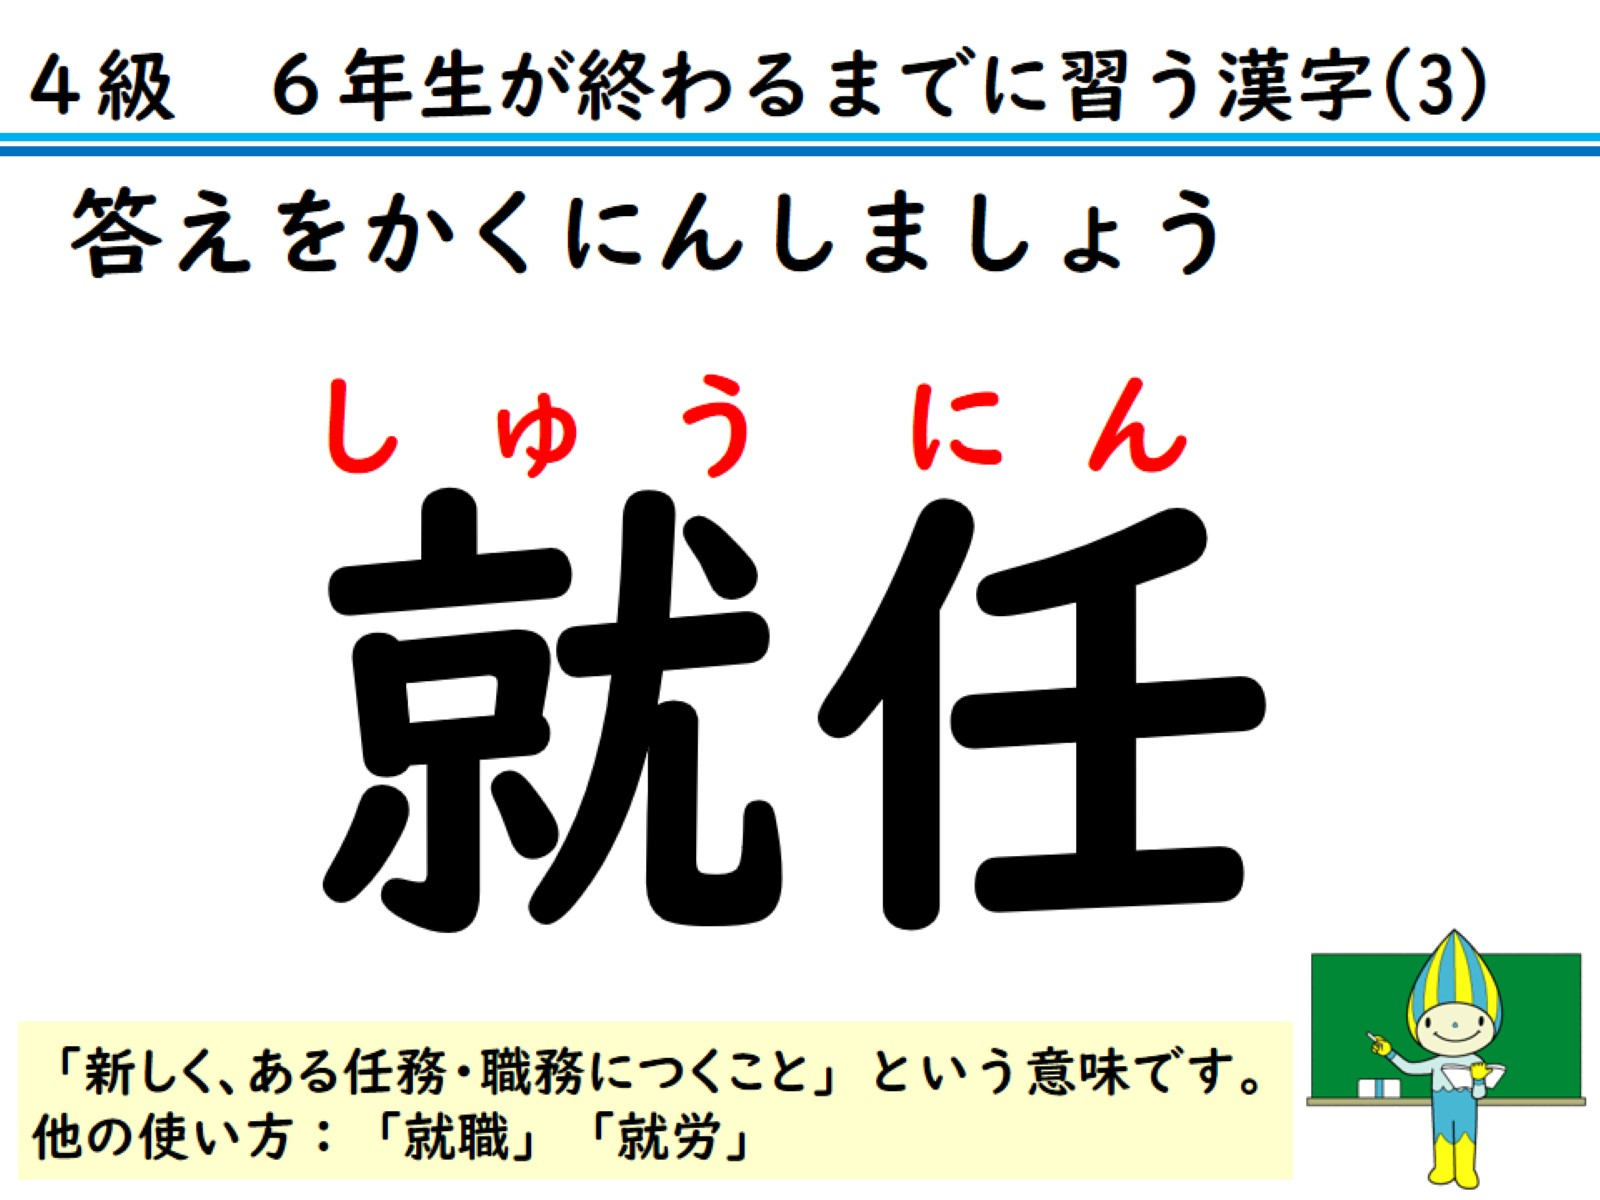 ４級　６年生が終わるまでに習う漢字(3)
答えをかくにんしましょう
しゅうにん
就任
「新しく、ある任務・職務につくこと」という意味です。
他の使い方：「就職」「就労」